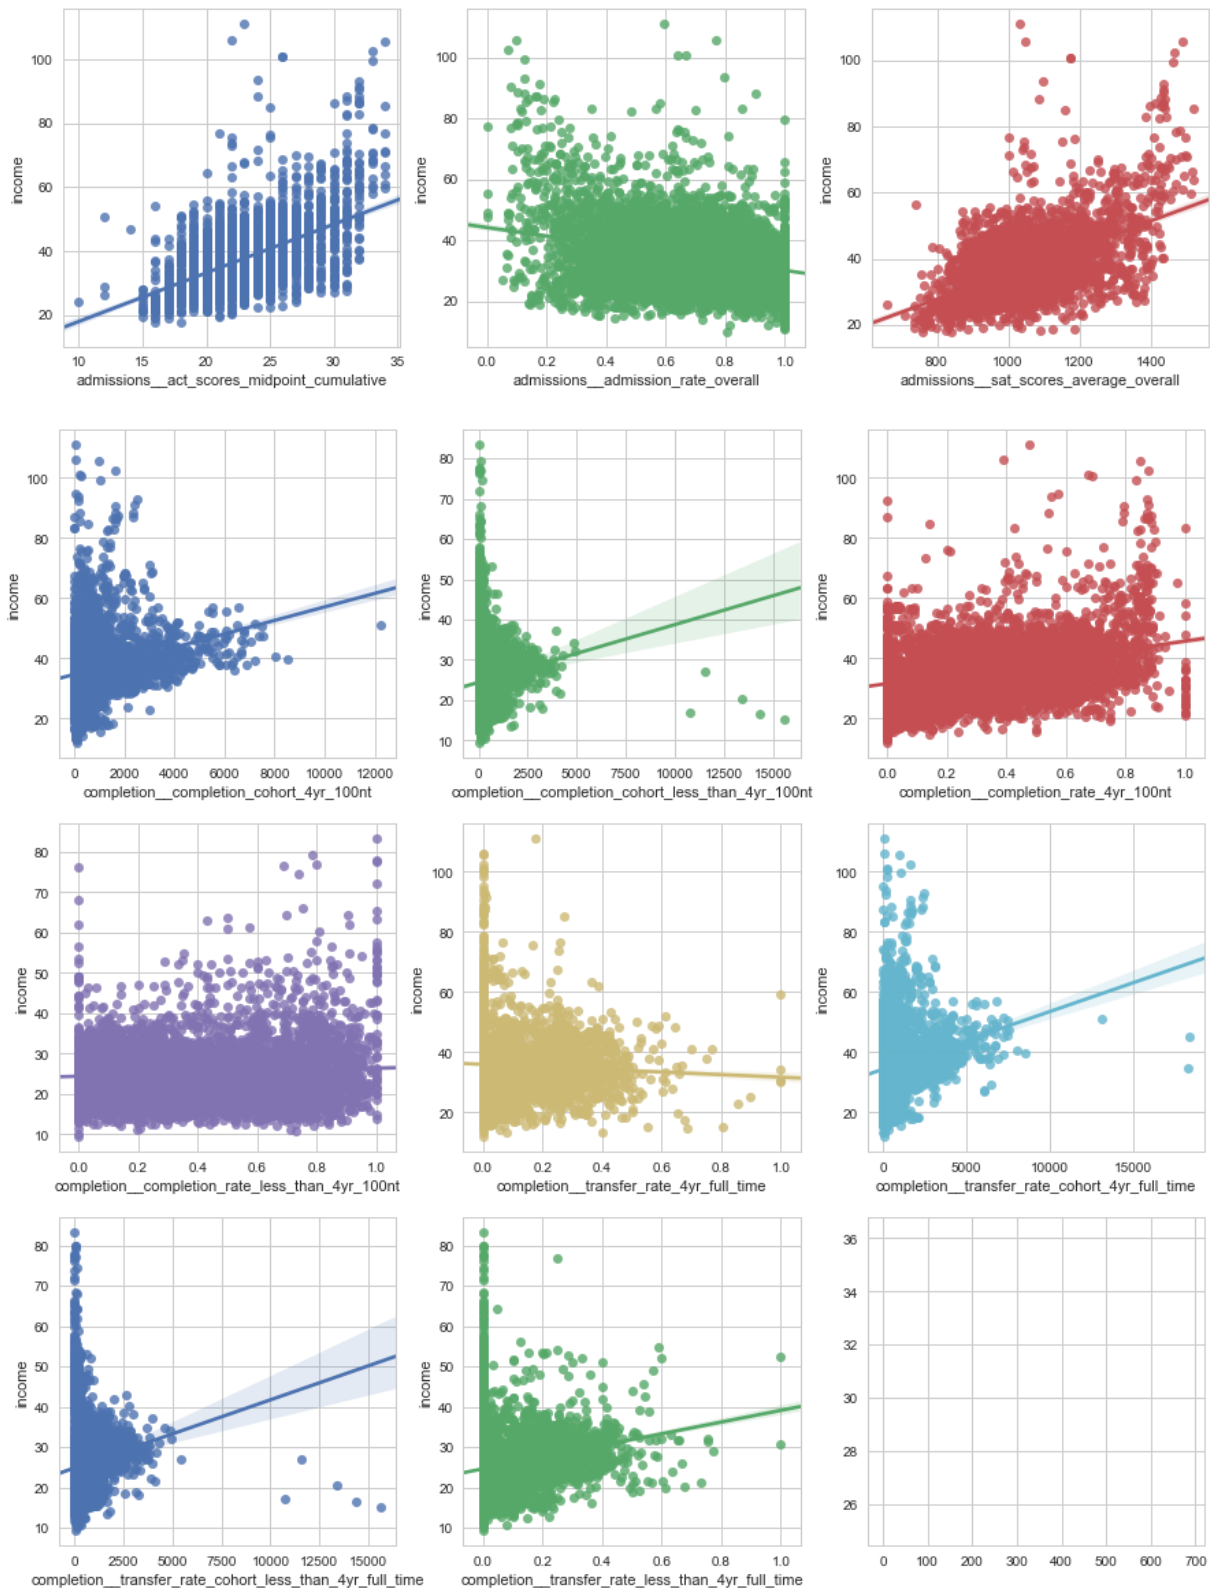 income
100
80
60
40
20
10 15 20 25 30 35
admissions__act_scores_midpoint_cumulative
income
100
80
60
40
20
0.0 0.2 0.4 0.6 0.8 1.0
admissions__admission_rate_overall
income
100
80
60
40
20
800 1000 1200 1400
admissions__sat_scores_average_overall
income
100
80
60
40
20
0 2000 4000 6000 8000 10000 12000
completion__completion_cohort_4yr_100nt
income
80
70
60
50
40
30
20
10
0 2500 5000 7500 10000 12500 15000
completion__completion_cohort_less_than_4yr_100nt
income
100
80
60
40
20
0.0 0.2 0.4 0.6 0.8 1.0
completion__completion_rate_4yr_100nt
income
80
70
60
50
40
30
20
10
0.0 0.2 0.4 0.6 0.8 1.0
completion__completion_rate_less_than_4yr_100nt
income
100
80
60
40
20
0.0 0.2 0.4 0.6 0.8 1.0
completion__transfer_rate_4yr_full_time
income
100
80
60
40
20
0 5000 10000 15000
completion__transfer_rate_cohort_4yr_full_time
income
80
70
60
50
40
30
20
10
0 2500 5000 7500 10000 12500 15000
completion__transfer_rate_cohort_less_than_4yr_full_time
income
80
70
60
50
40
30
20
10
0.0 0.2 0.4 0.6 0.8 1.0
completion__transfer_rate_less_than_4yr_full_time
36
34
32
30
28
26
0 100 200 300 400 500 600 700